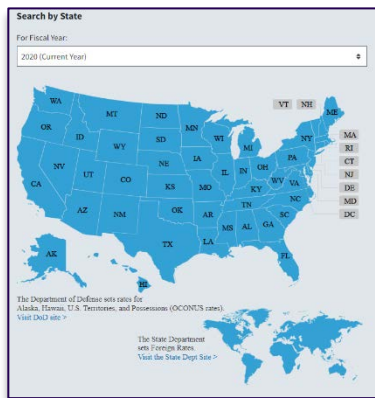 Search by State
For Fiscal Year:
2020 (Current Year)
WA
MT
ND
MN
VT
NH
ME
OR
ID
WY
SD
WI
MI
NY
MA
RI
CT
NJ
DE
MD
DC
NV
UT
CO
NE
IA
IL
IN
OH
PA
CA
KS
MO
KY
WV
VA
AZ
NM
OK
AR
TN
NC
SC
TX
LA
MS
AL
GA
FL
AK
HI
The Department of Defense sets rates for
Alaska, Hawaii, U.S. Territories, and Possessions (OCONUS rates).
Visit DoD site >
The State Department
sets Foreign Rates.
Visit the State Dept Site >